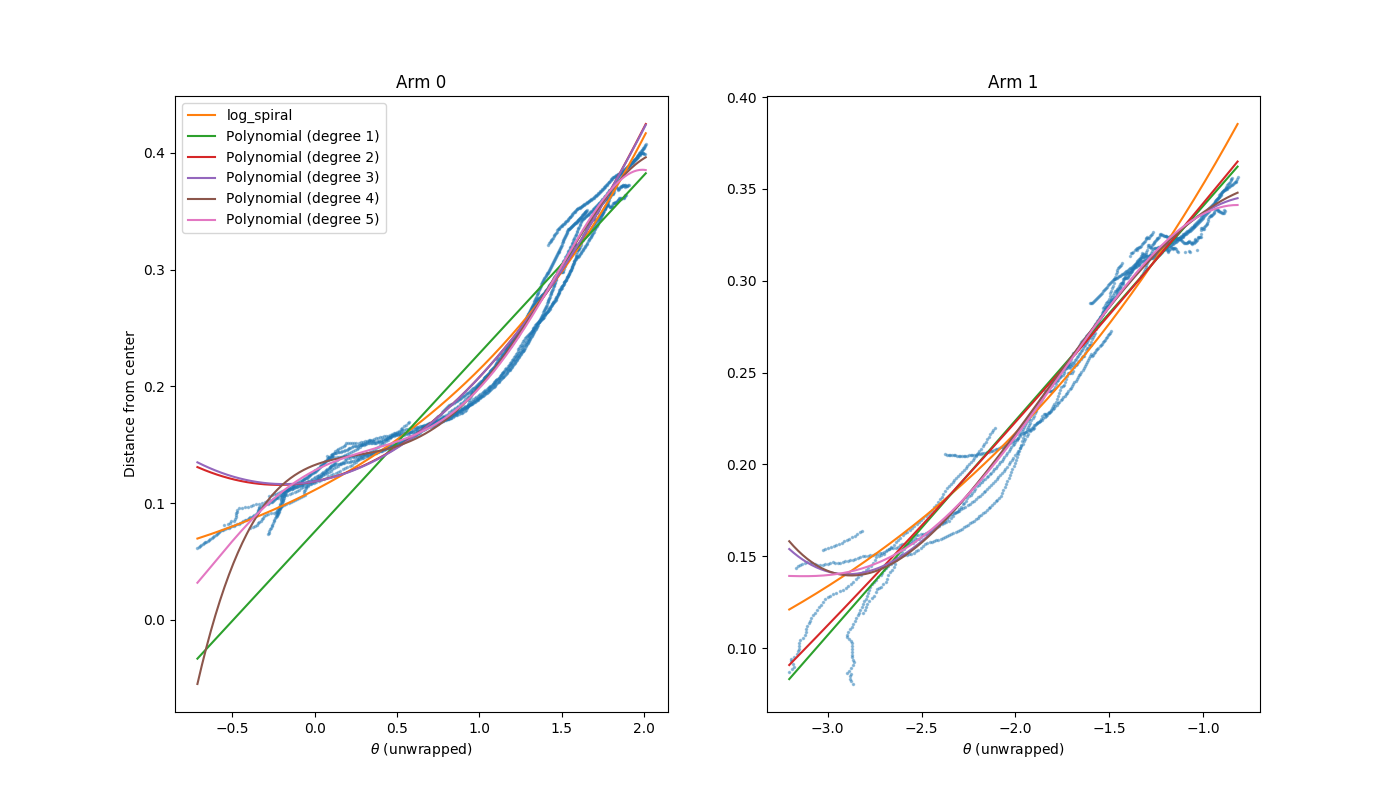 Arm 0
log_spiral
Polynomial (degree 1)
Polynomial (degree 2)
Polynomial (degree 3)
Polynomial (degree 4)
Polynomial (degree 5)
Distance from center
0.4
0.3
0.2
0.1
0.0
−0.5 0.0 0.5 1.0 1.5 2.0
θ (unwrapped)
Arm 1
0.40
0.35
0.30
0.25
0.20
0.15
0.10
−3.0 −2.5 −2.0 −1.5 −1.0
θ (unwrapped)